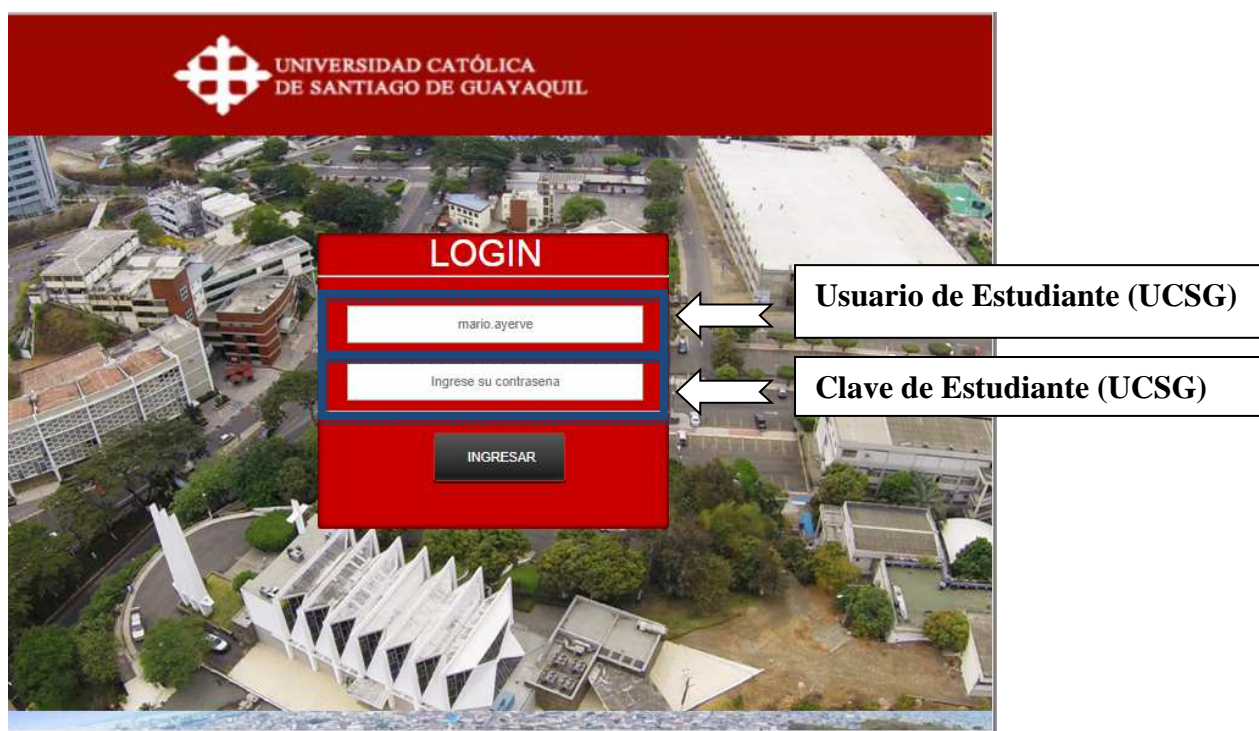 UNIVERSIDAD CATÓLICA
DE SANTIAGO DE GUAYAQUIL
LOGIN
mario.ayerve
Ingrese su contrasena
INGRESAR
Usuario de Estudiante (UCSG)
Clave de Estudiante (UCSG)